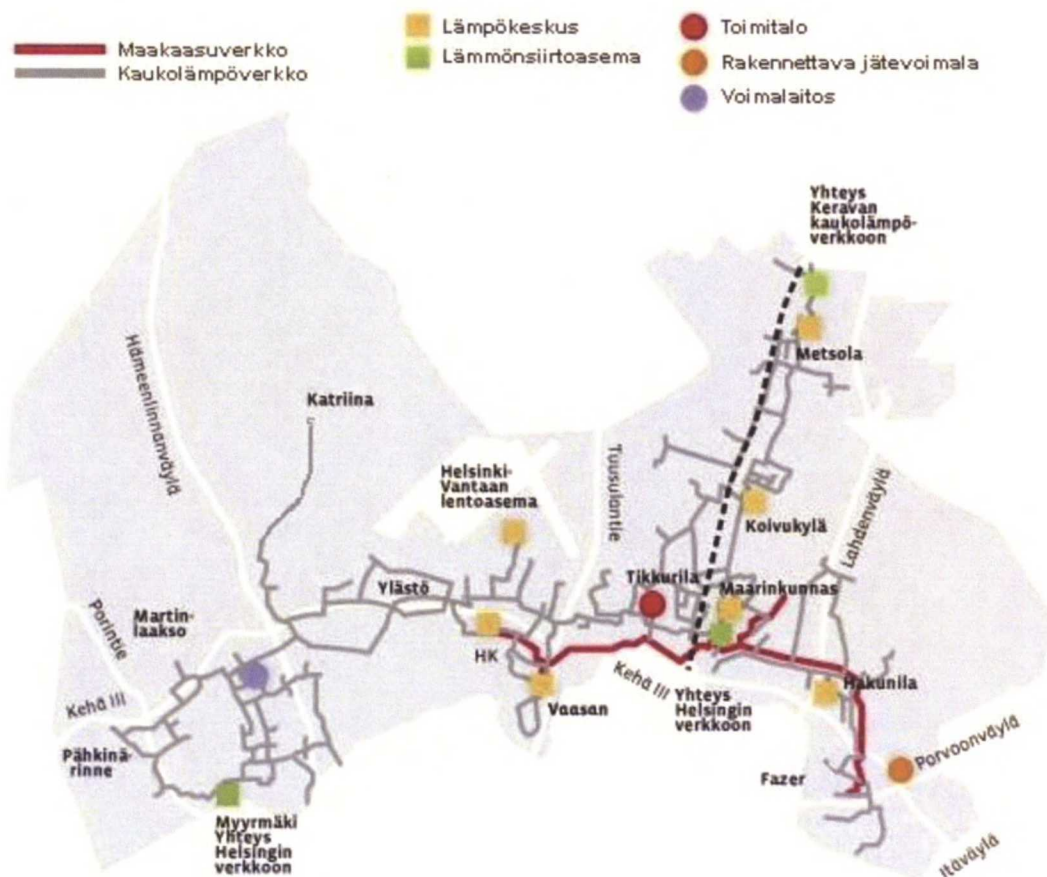 Maakaasuverkko
Kaukolämpöverkko
Lämpökeskus
Lämmönsiirtoasema
Toimitalo
Rakennettava jätevoimala
Voimalaitos
Yhteys
Keravan
kaukolämpö-
verkkoon
Metsola
Hämeenlinnanväylä
Katriina
Helsinki-
Vantaan
lentoasema
Tuusulantie
Koivukylä
Lahdenväylä
Tikkurila
Maarinkunnas
Ylästö
Martin-
laakso
Porintie
HK
Kehä III
Vaasan
Yhteys
Helsingin
verkkoon
Hakunila
Kehä III
Pähkinä-
rinne
Fazer
Porvoonväylä
Myyrmäki
Yhteys
Helsingin
verkkoon
Itäväylä